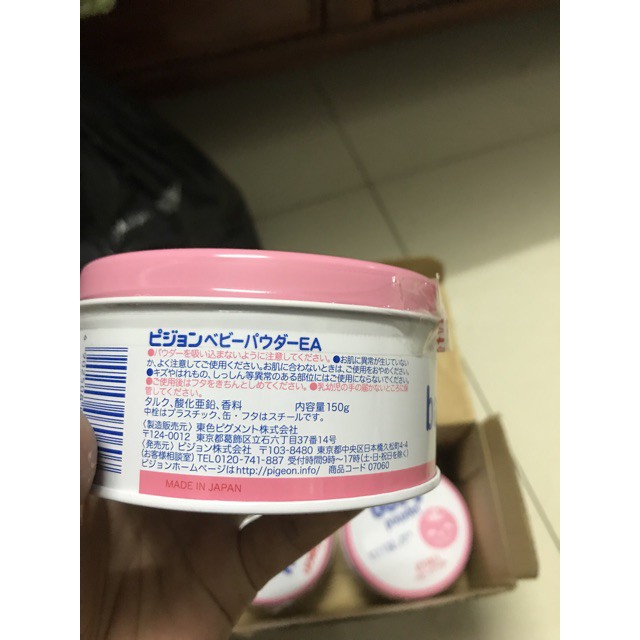 ピジョンベビーパウダーEA
●パウダーを吸い込まないように注意してください。●お肌に異常が生じていない
か、よく注意してご使用ください。お肌に合わないときは、ご使用をおやめください。
●キズやはれもの、しっしん等異常のある部位にはご使用にならないでください。
●ご使用後はフタをきちんとしめてください。●乳幼児の手の届かないところに保
管してください。
タルク、酸化亜鉛、香料 内容量150g
中栓はプラスチック、缶・フタはスチールです。
〈製造販売元〉東色ピグメント株式会社
〒124-0012 東京都葛飾区立石六丁目37番14号
〈発売元〉ピジョン株式会社 〒103-8480 東京都中央区日本橋久松町4-4
〈お客様相談室〉TEL0120-741-887 受付時間9時〜17時(土・日・祝日を除く)
ピジョンホームページはhttp://pigeon.info/ 商品コード 07060
MADE IN JAPAN